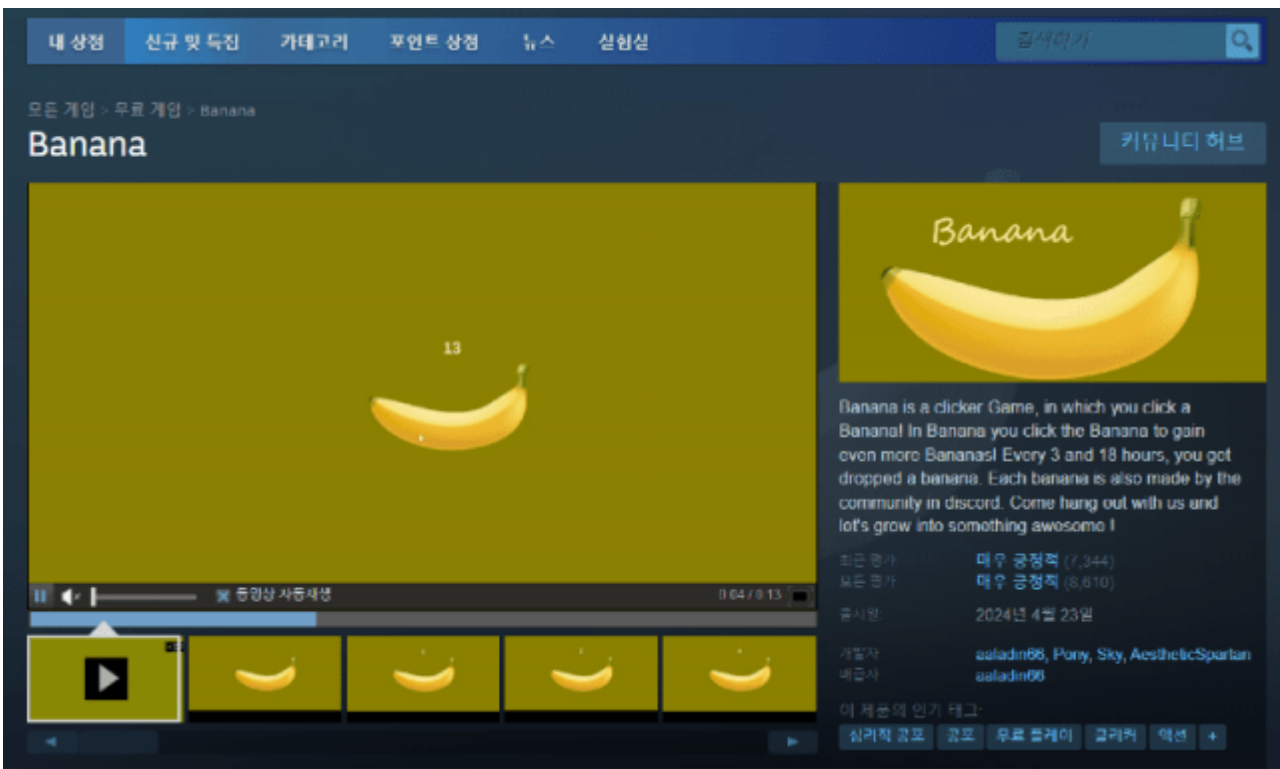 내 상점 신규 및 특집 카테고리 포인트 상점 뉴스 실험실 검색하기
모든 게임 > 무료 게임 > Banana
Banana
커뮤니티 허브
Banana
13
Banana is a clicker Game, in which you click a
Banana! In Banana you click the Banana to gain
even more Bananas! Every 3 and 18 hours, you get
dropped a banana. Each banana is also made by the
community in discord. Come hang out with us and
let's grow into something awesome !
최근 평가 매우 긍정적 (7,344)
모든 평가 매우 긍정적 (8,610)
출시일: 2024년 4월 23일
개발자 aaladin66, Pony, Sky, AestheticSpartan
배급사 aaladin66
이 제품의 인기 태그:
심리적 공포 공포 무료 플레이 클리커 액션 +
동영상 자동재생 0:04 / 0:13